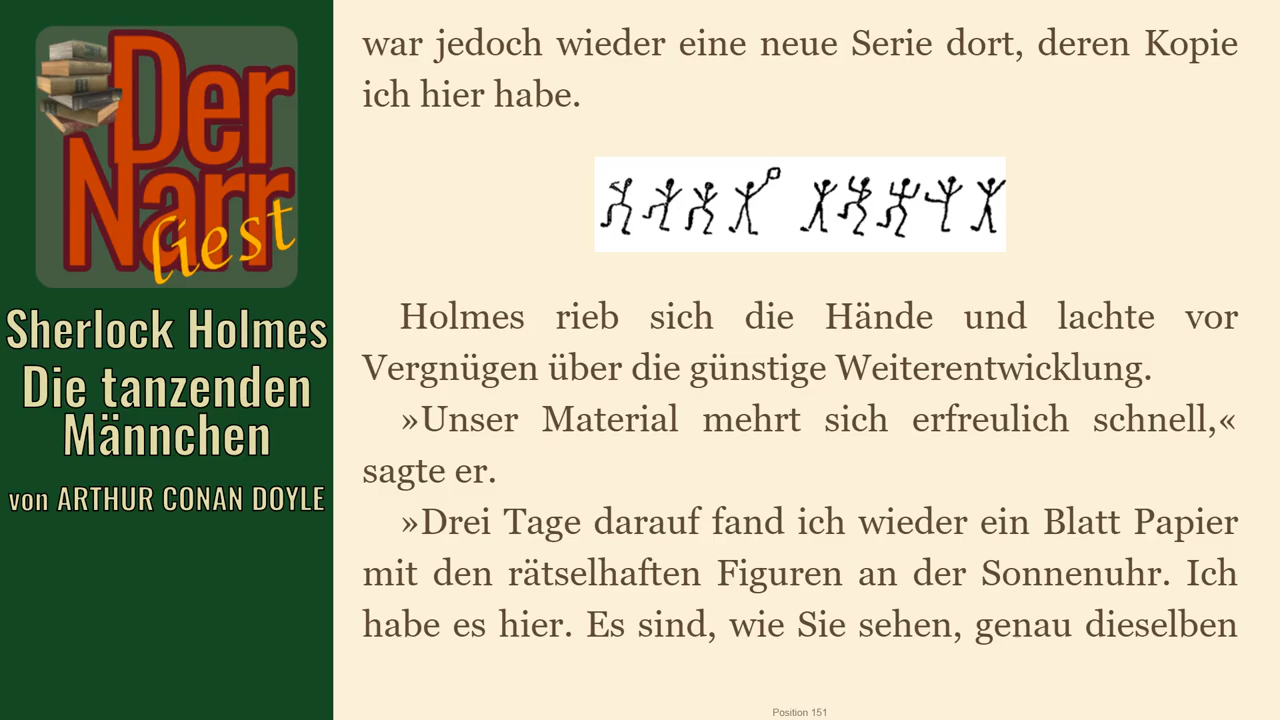 Der
Narr
liest
Sherlock Holmes
Die tanzenden
Männchen
von ARTHUR CONAN DOYLE
war jedoch wieder eine neue Serie dort, deren Kopie
ich hier habe.
Holmes rieb sich die Hände und lachte vor
Vergnügen über die günstige Weiterentwicklung.
»Unser Material mehrt sich erfreulich schnell,«
sagte er.
»Drei Tage darauf fand ich wieder ein Blatt Papier
mit den rätselhaften Figuren an der Sonnenuhr. Ich
habe es hier. Es sind, wie Sie sehen, genau dieselben
Position 151